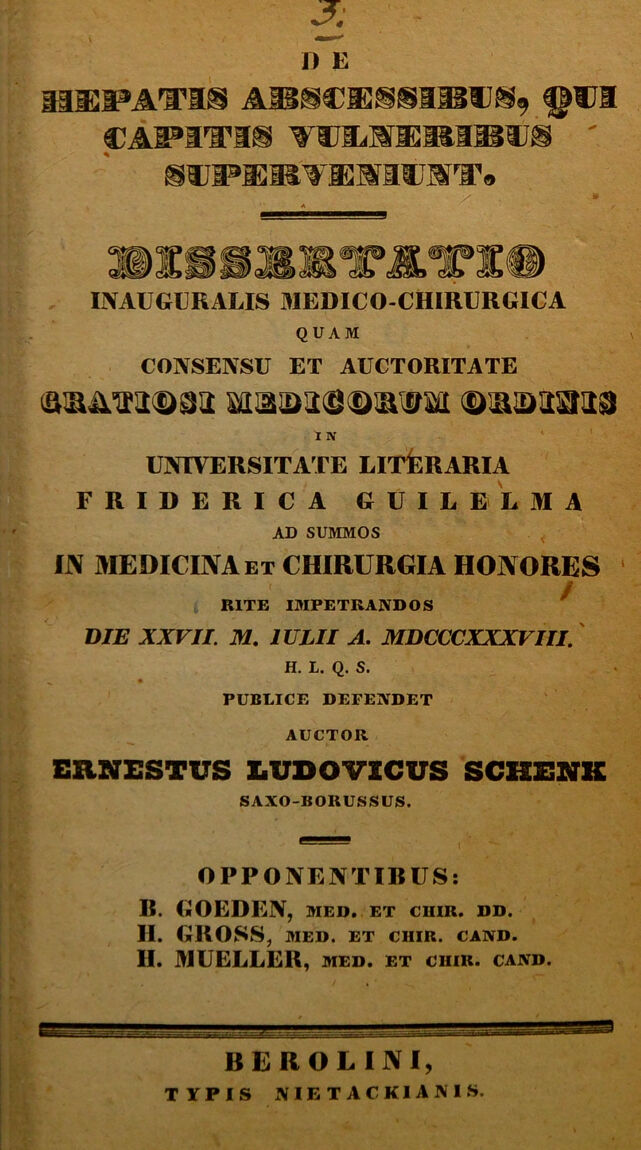 3.
DE
HEPATIS ABSCESSIBUS, QUI
CAPITIS VULNERIBUS
SUPERVENIUNT.
DISSERTATIO
INAUGURALIS MEDICO-CHIRURGICA
QUAM
CONSENSU ET AUCTORITATE
GRATIOSI MEDICORUM ORDINIS
IN
UNIVERSITATE LITERARIA
FRIDERICA GUILELMA
AD SUMMOS
IN MEDICINA ET CHIRURGIA HONORES
RITE IMPETRANDOS
DIE XXVII. M. IULII A. MDCCCXXXVIII.
H. L. Q. S.
PUBLICE DEFENDET
AUCTOR
ERNESTUS LUDOVICUS SCHENK
SAXO-BORUSSUS.
OPPONENTIBUS:
B. GOEDEN, MED. ET CHIR. DD.
H. GROSS, MED. ET CHIR. CAND.
H. MUELLER, MED. ET CHIR. CAND.
BEROLINI,
TYPIS NIETACKIANIS.